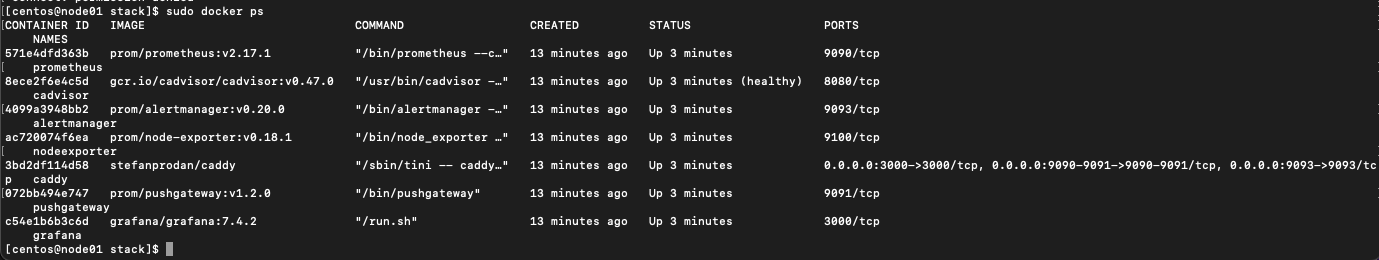 [centos@node01 stack]$ sudo docker ps
CONTAINER ID   IMAGE                              COMMAND                  CREATED          STATUS                   PORTS
    NAMES
571e4dfd363b   prom/prometheus:v2.17.1            "/bin/prometheus --c…"   13 minutes ago   Up 3 minutes             9090/tcp
    prometheus
8ece2f6e4c5d   gcr.io/cadvisor/cadvisor:v0.47.0   "/usr/bin/cadvisor -…"   13 minutes ago   Up 3 minutes (healthy)   8080/tcp
    cadvisor
4099a3948bb2   prom/alertmanager:v0.20.0          "/bin/alertmanager -…"   13 minutes ago   Up 3 minutes             9093/tcp
    alertmanager
ac720074f6ea   prom/node-exporter:v0.18.1         "/bin/node_exporter …"   13 minutes ago   Up 3 minutes             9100/tcp
    nodeexporter
3bd2df114d58   stefanprodan/caddy                 "/sbin/tini -- caddy…"   13 minutes ago   Up 3 minutes             0.0.0.0:3000->3000/tcp, 0.0.0.0:9090-9091->9090-9091/tcp, 0.0.0.0:9093->9093/tc
p   caddy
072bb494e747   prom/pushgateway:v1.2.0            "/bin/pushgateway"       13 minutes ago   Up 3 minutes             9091/tcp
    pushgateway
c54e1b6b3c6d   grafana/grafana:7.4.2              "/run.sh"                13 minutes ago   Up 3 minutes             3000/tcp
    grafana
[centos@node01 stack]$